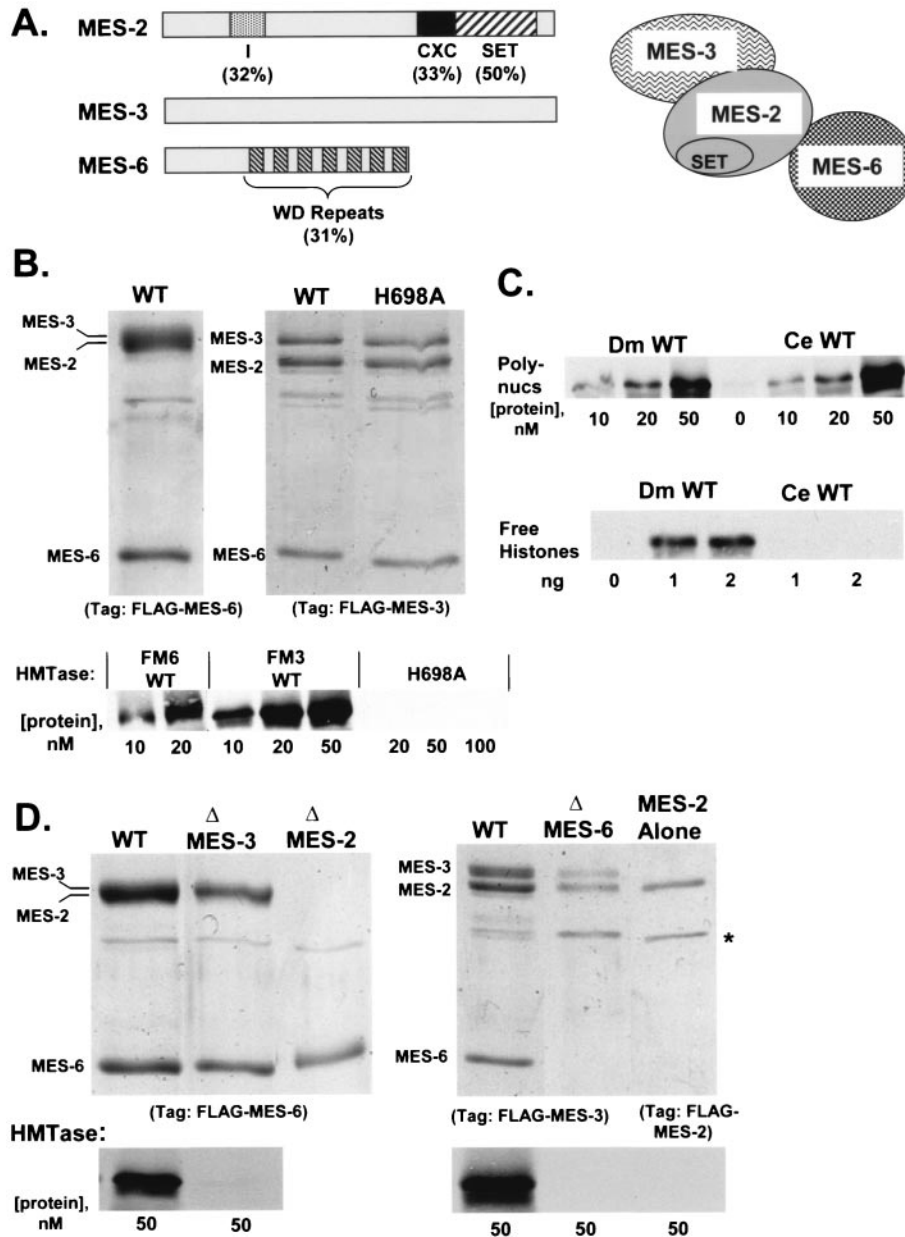 A.
MES-2
I
(32%)
CXC
(33%)
SET
(50%)
MES-3
MES-6
WD Repeats
(31%)
MES-3
MES-2
SET
MES-6
B.
WT
MES-3
MES-2
MES-6
(Tag: FLAG-MES-6)
WT H698A
MES-3
MES-2
MES-6
(Tag: FLAG-MES-3)
HMTase:
FM6
WT
FM3
WT
H698A
[protein],
nM
10 20 10 20 50 20 50 100
C.
Dm WT Ce WT
Poly-
nucs
[protein],
nM
10 20 50 0 10 20 50
Dm WT Ce WT
Free
Histones
ng 0 1 2 1 2
D.
WT
Δ
MES-3
Δ
MES-2
MES-3
MES-2
MES-6
(Tag: FLAG-MES-6)
HMTase:
[protein],
nM
50 50
WT
Δ
MES-6
MES-2
Alone
MES-3
MES-2
*
MES-6
(Tag: FLAG-MES-3)
(Tag: FLAG-
MES-2)
50 50 50